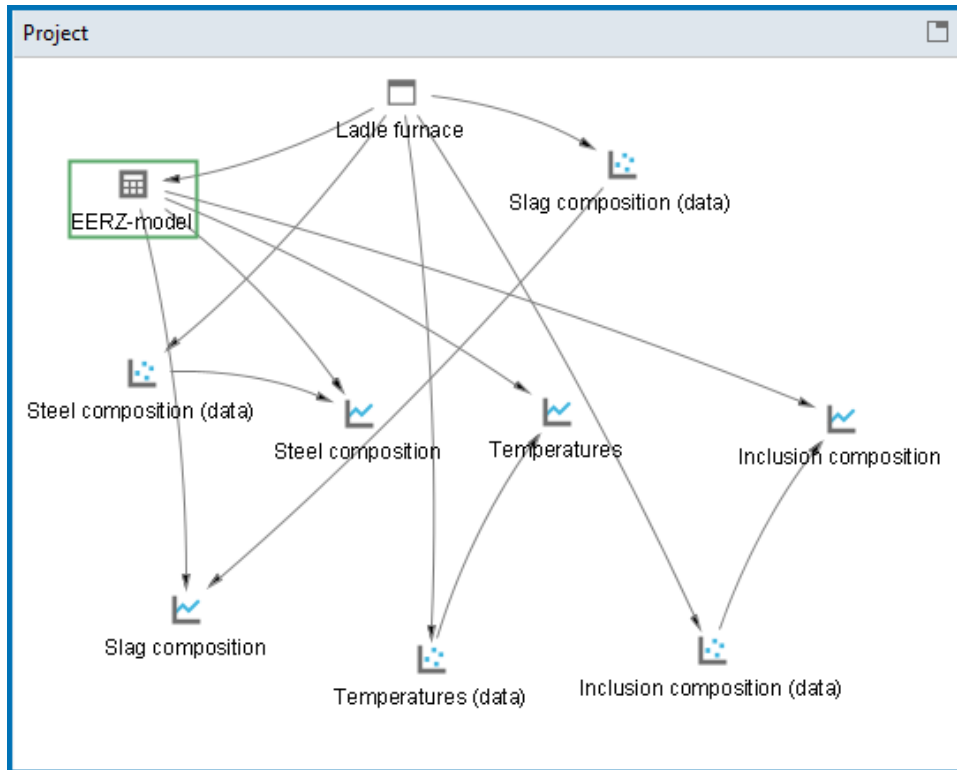 Project
Ladle furnace
Slag composition (data)
EERZ-model
Steel composition (data)
Steel composition
Temperatures
Inclusion composition
Slag composition
Temperatures (data)
Inclusion composition (data)